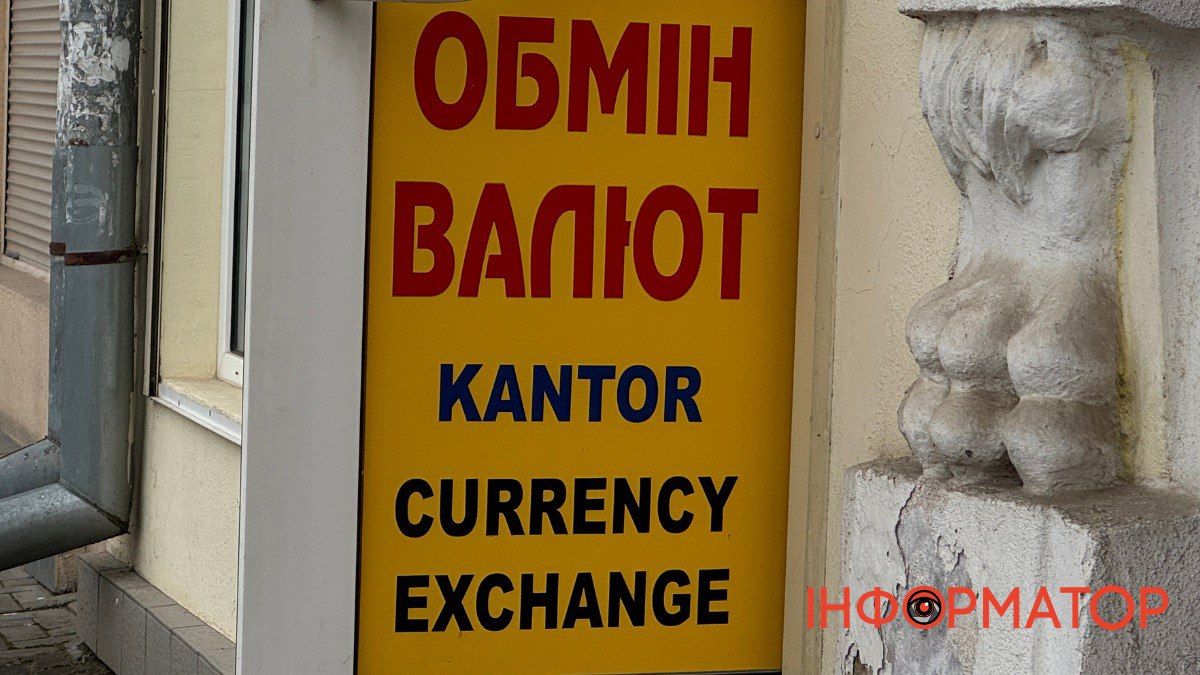 ОБМІН
ВАЛЮТ
KANTOR
CURRENCY
EXCHANGE
ІНФОРМАТОР